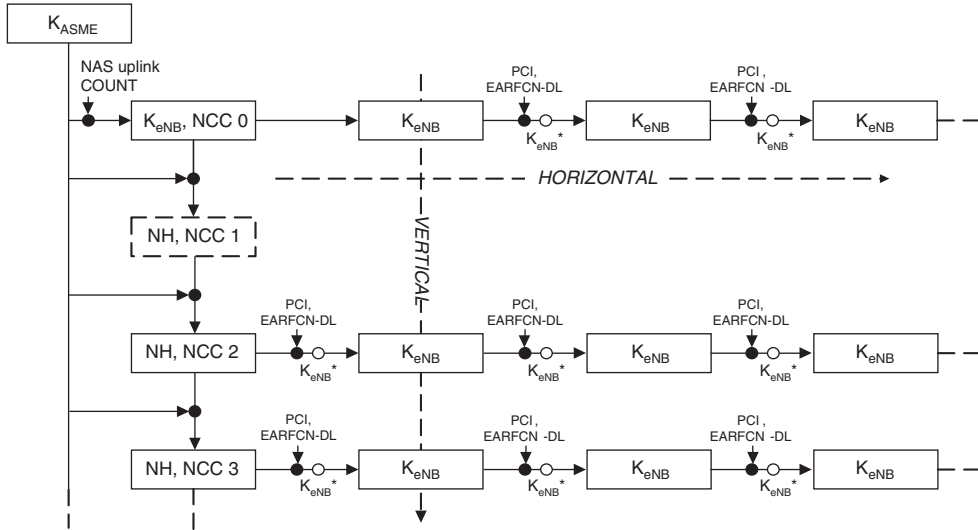 K_ASME
NAS uplink
COUNT
PCI,
EARFCN-DL
PCI ,
EARFCN -DL
K_eNB, NCC 0
K_eNB
K_eNB
K_eNB
K_eNB*
K_eNB*
HORIZONTAL
NH, NCC 1
VERTICAL
PCI,
EARFCN-DL
PCI,
EARFCN-DL
PCI,
EARFCN-DL
NH, NCC 2
K_eNB
K_eNB
K_eNB
K_eNB*
K_eNB*
K_eNB*
PCI,
EARFCN-DL
PCI ,
EARFCN -DL
PCI ,
EARFCN -DL
NH, NCC 3
K_eNB
K_eNB
K_eNB
K_eNB*
K_eNB*
K_eNB*